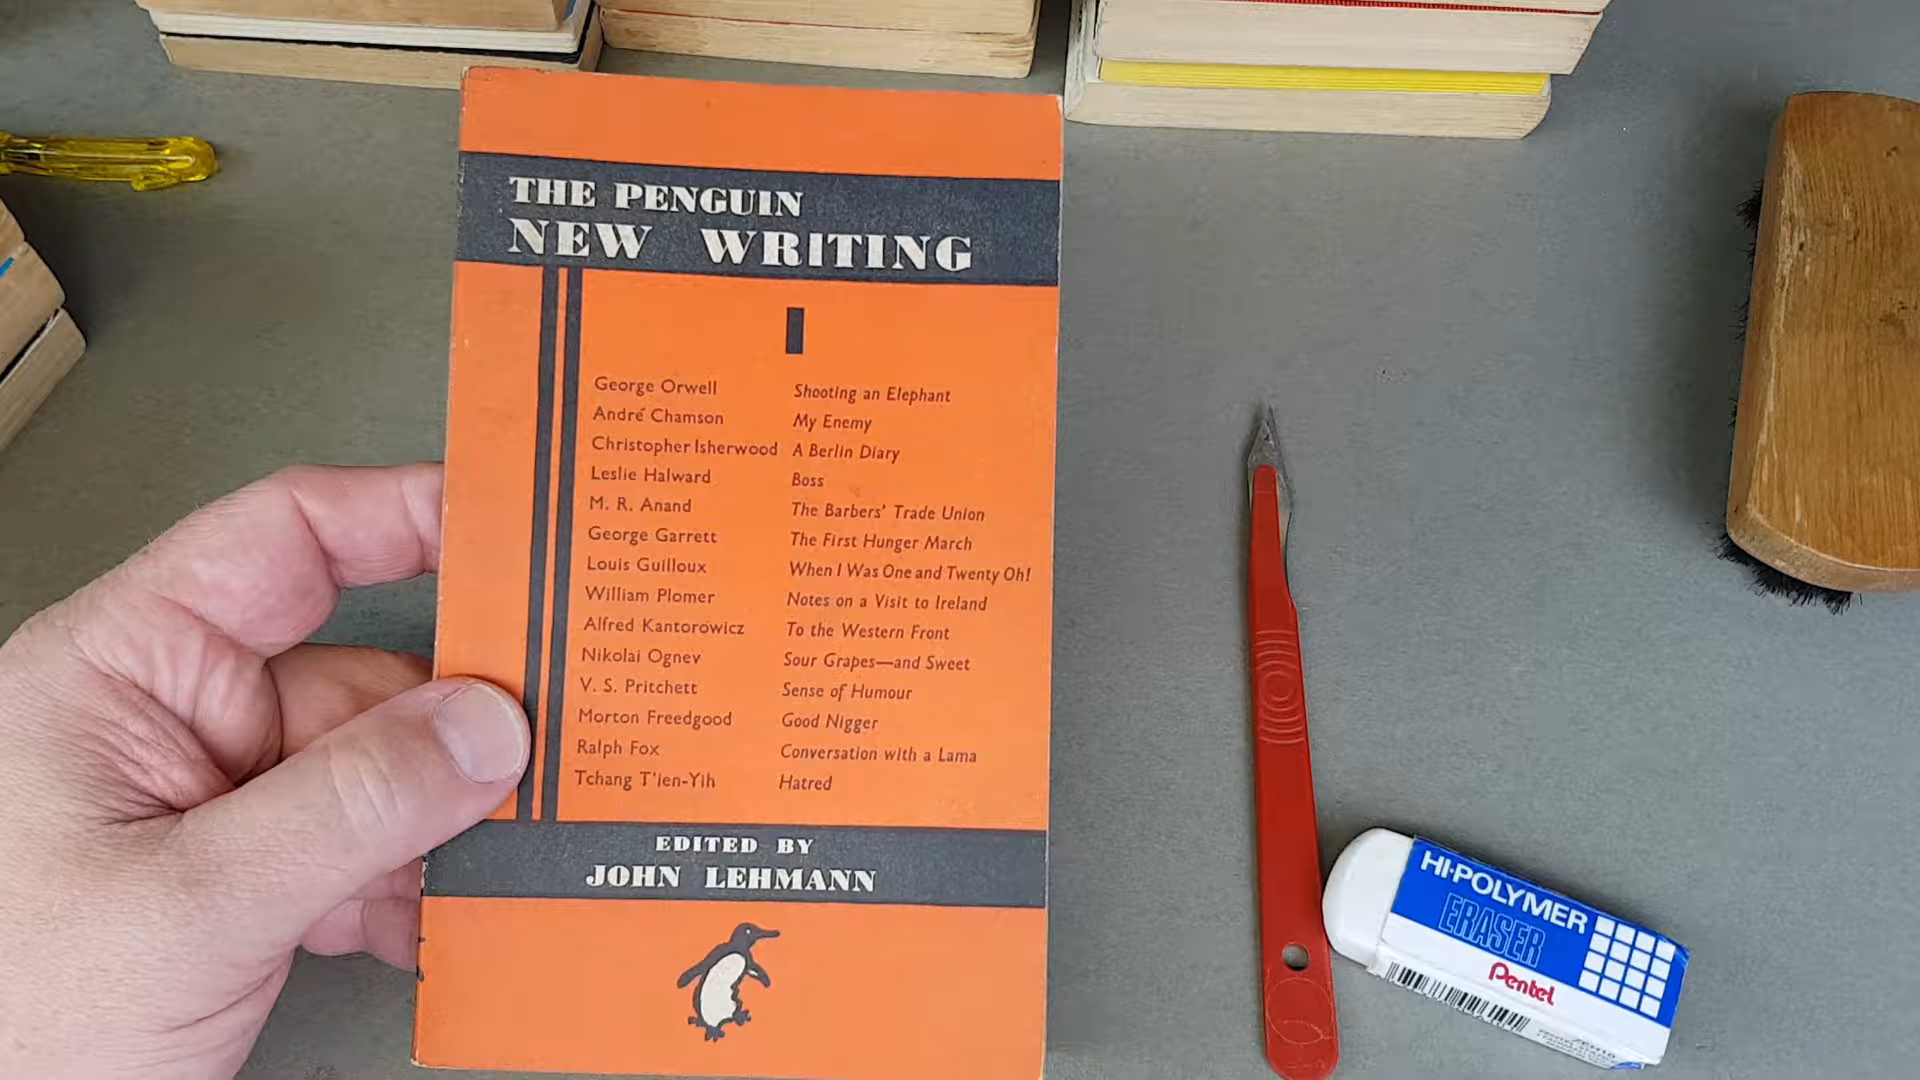 THE PENGUIN
NEW WRITING
I
George Orwell Shooting an Elephant
André Chamson My Enemy
Christopher Isherwood A Berlin Diary
Leslie Halward Boss
M. R. Anand The Barbers' Trade Union
George Garrett The First Hunger March
Louis Guilloux When I Was One and Twenty Oh!
William Plomer Notes on a Visit to Ireland
Alfred Kantorowicz To the Western Front
Nikolai Ognev Sour Grapes—and Sweet
V. S. Pritchett Sense of Humour
Morton Freedgood Good Nigger
Ralph Fox Conversation with a Lama
Tchang T'ien-Yih Hatred
EDITED BY
JOHN LEHMANN
HI-POLYMER
ERASER
Pentel